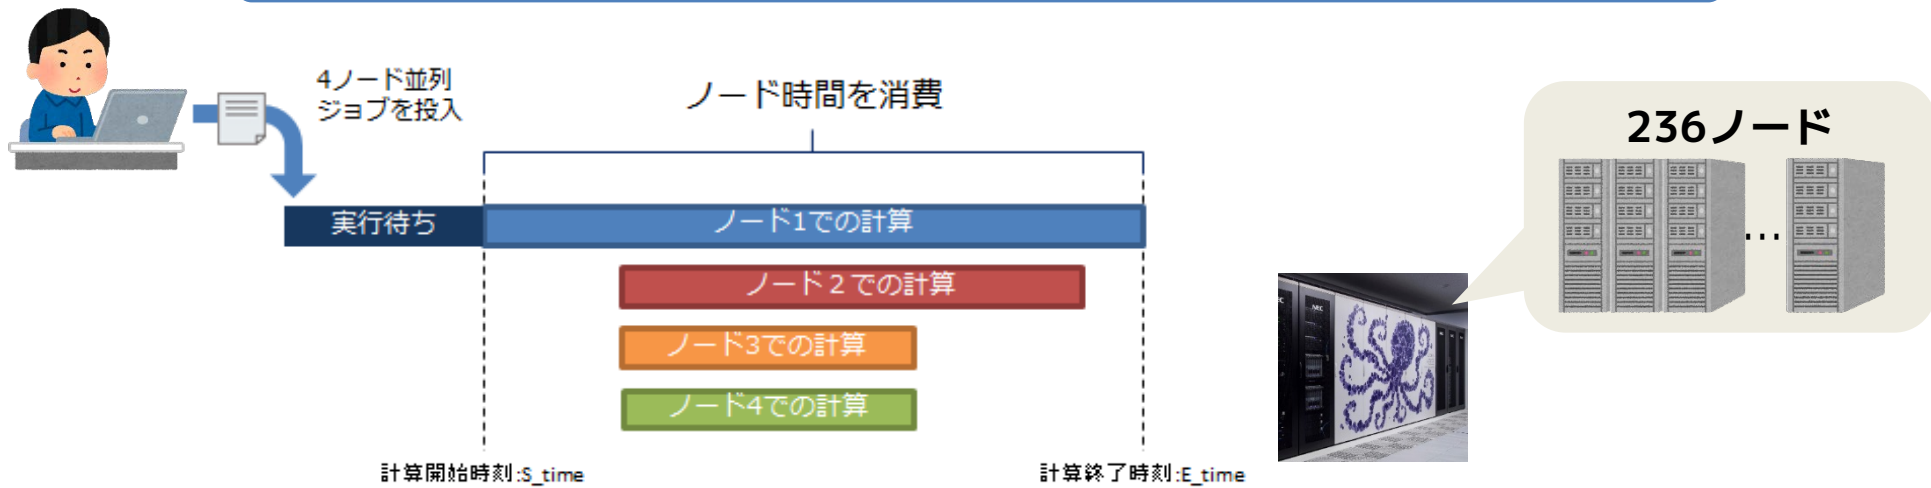 4ノード並列
ジョブを投入
ノード時間を消費
236ノード
実行待ち
ノード1での計算
...
ノード２での計算
ノード3での計算
NEC
ノード4での計算
計算開始時刻:S_time
計算終了時刻:E_time